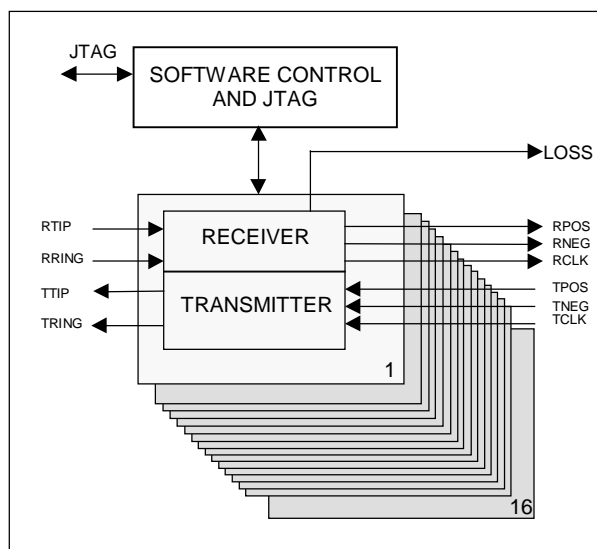 JTAG
SOFTWARE CONTROL
AND JTAG
LOSS
RTIP
RRING
TTIP
TRING
RECEIVER
TRANSMITTER
RPOS
RNEG
RCLK
TPOS
TNEG
TCLK
1
16